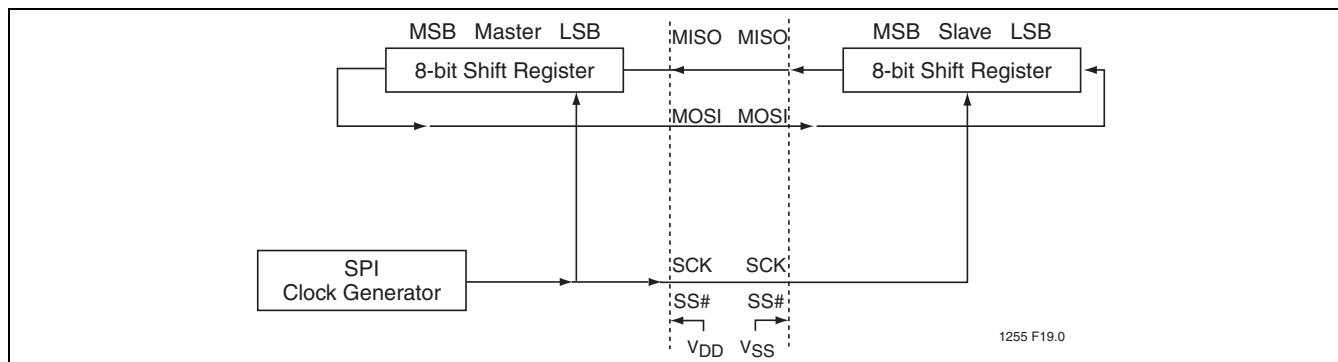 MSB Master LSB
MISO MISO
MSB Slave LSB
8-bit Shift Register
8-bit Shift Register
MOSI MOSI
SPI
Clock Generator
SCK SCK
SS# SS#
VDD VSS
1255 F19.0